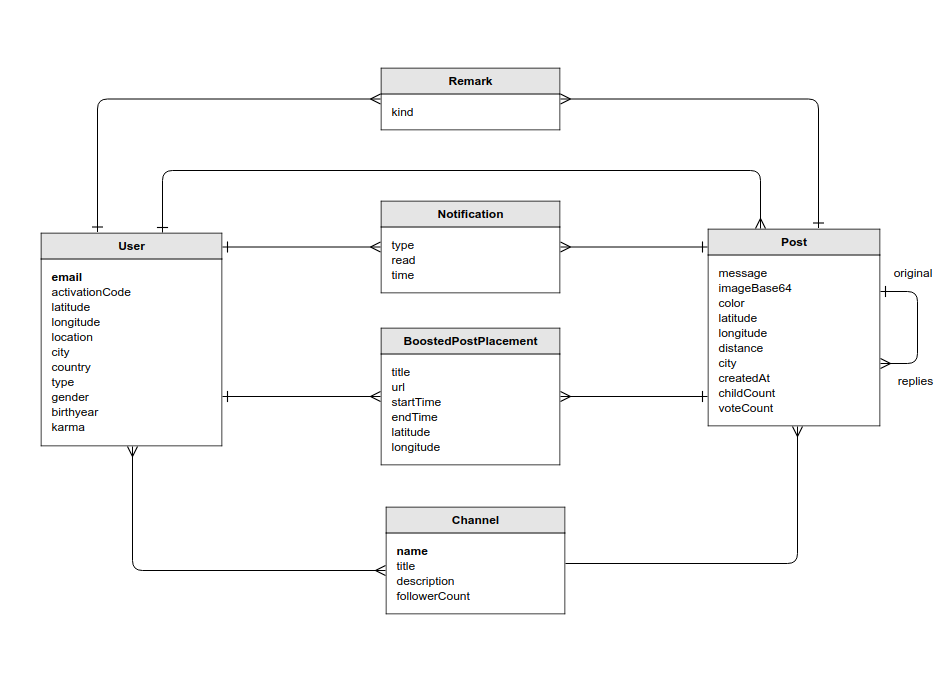 Remark
kind
Notification
type
read
time
User
email
activationCode
latitude
longitude
location
city
country
type
gender
birthyear
karma
Post
message
imageBase64
color
latitude
longitude
distance
city
createdAt
childCount
voteCount
original
replies
BoostedPostPlacement
title
url
startTime
endTime
latitude
longitude
Channel
name
title
description
followerCount